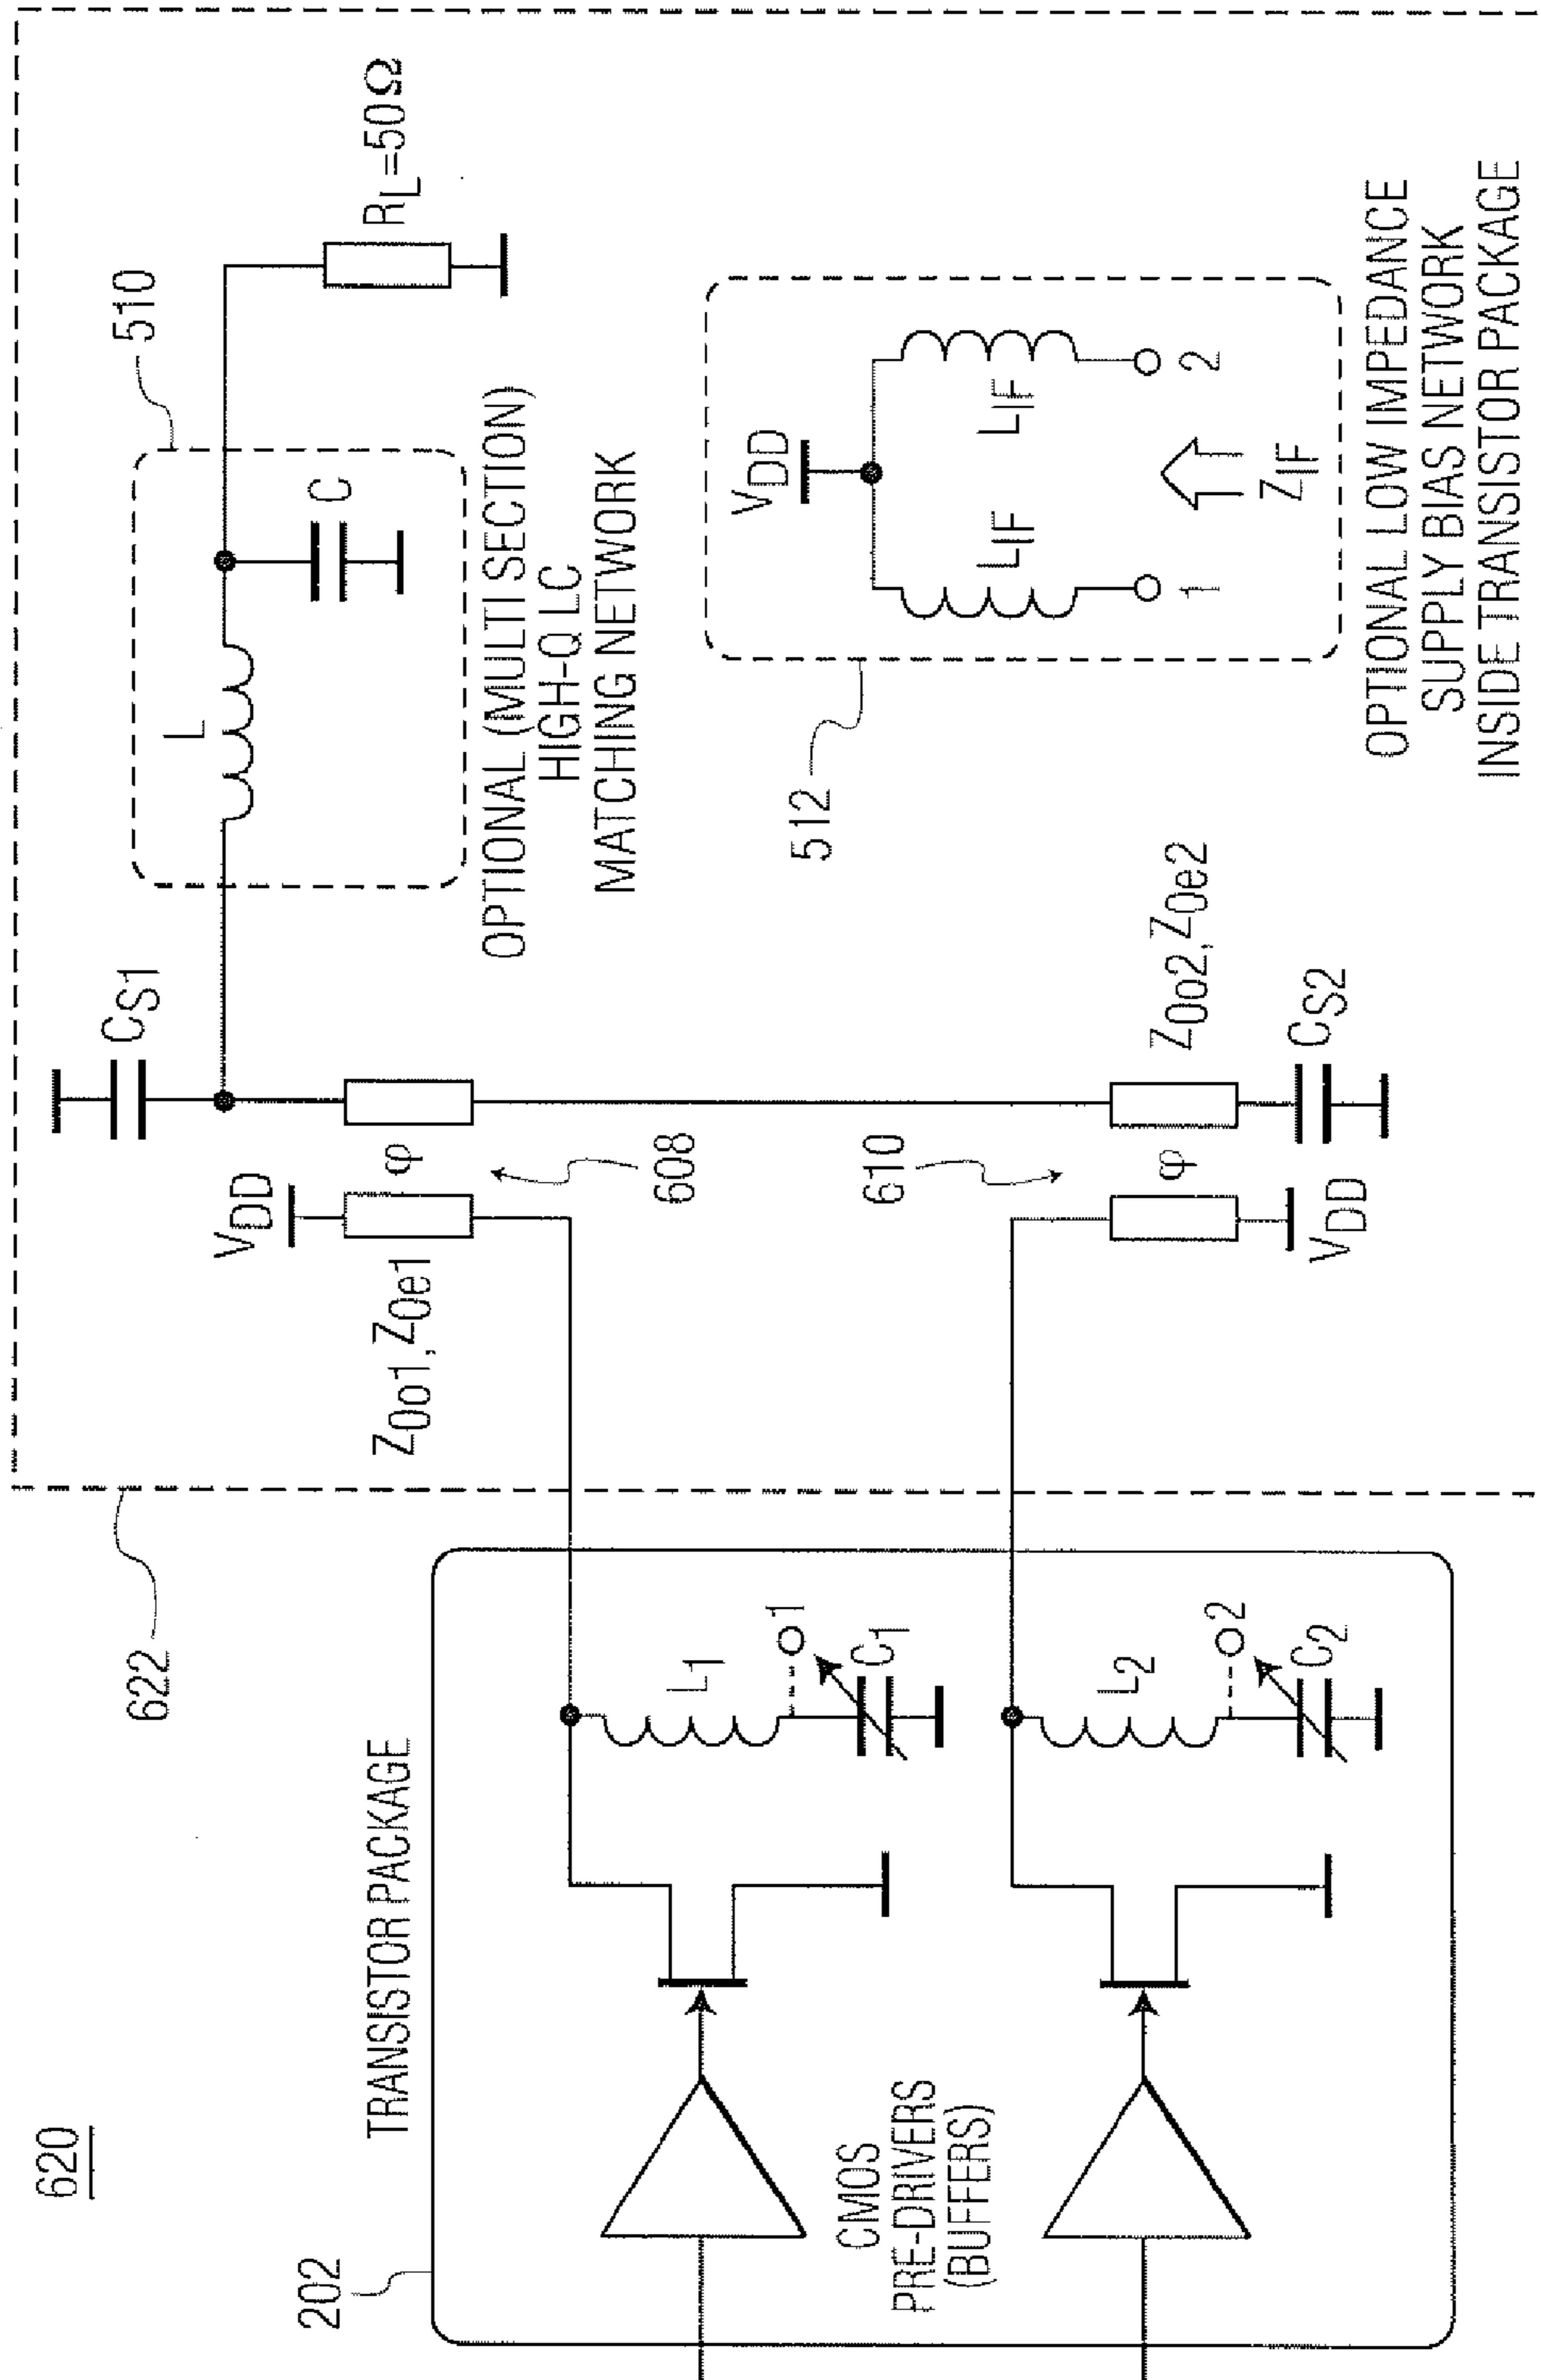 620
622
202
TRANSISTOR PACKAGE
CMOS
PRE-DRIVERS
(BUFFERS)
L1
1
C1
L2
2
C2
VDD
CS1
φ
Z0o1,Z0e1
608
610
φ
VDD
Z0o2,Z0e2
CS2
510
L
C
RL=50Ω
OPTIONAL (MULTI SECTION)
HIGH-Q LC
MATCHING NETWORK
512
VDD
LIF
LIF
1
2
ZIF
OPTIONAL LOW IMPEDANCE
SUPPLY BIAS NETWORK
INSIDE TRANSISTOR PACKAGE